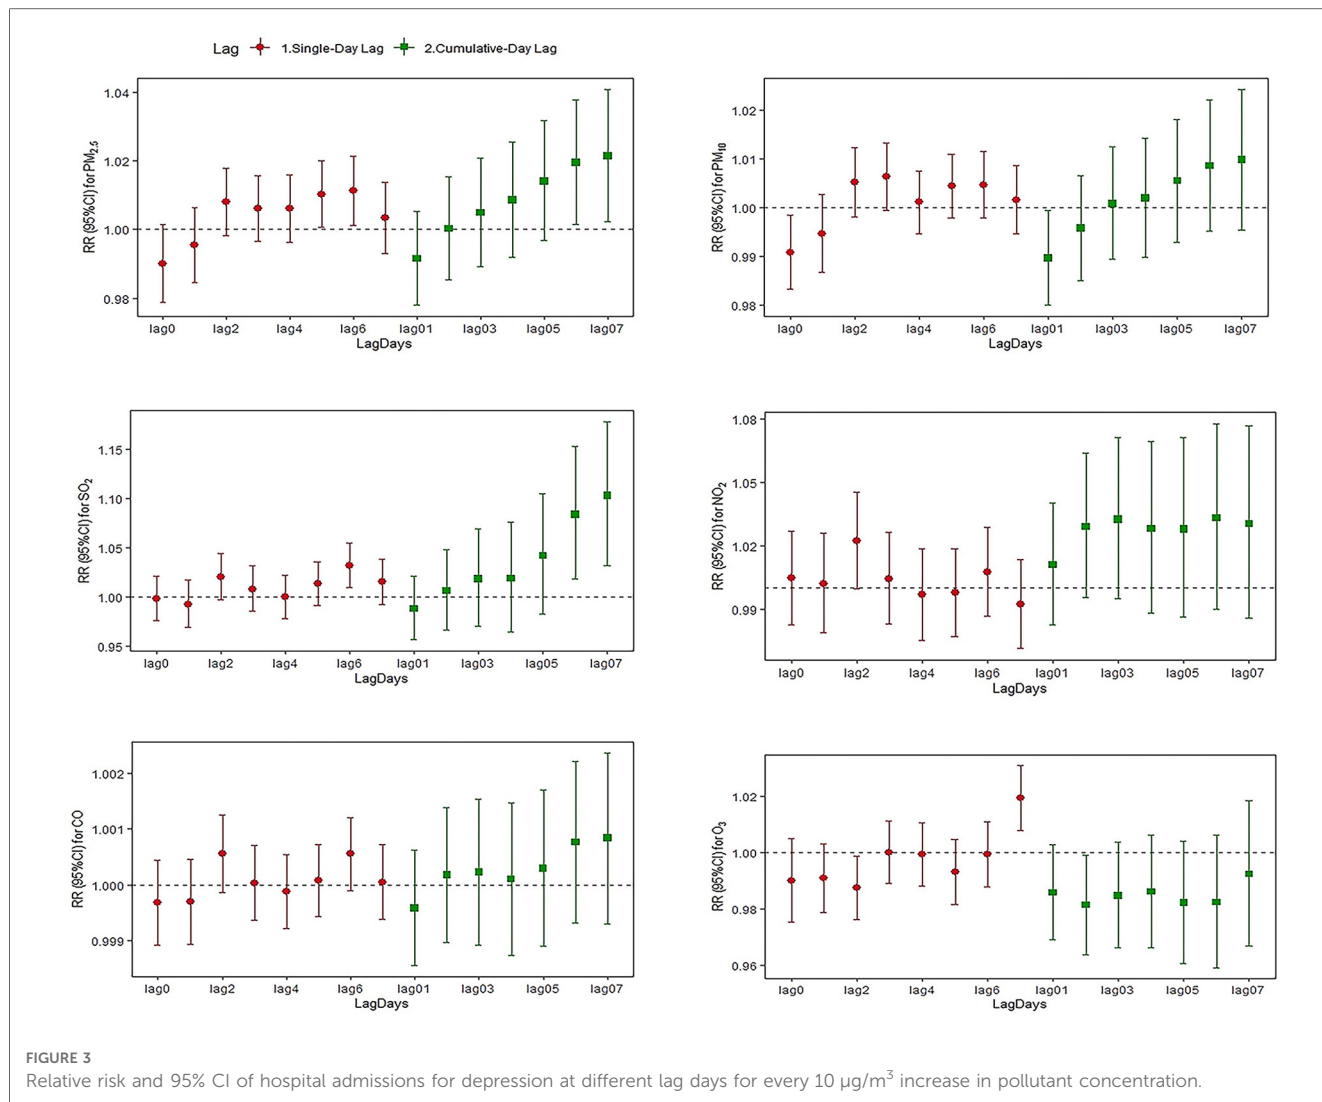 Lag 1.Single-Day Lag 2.Cumulative-Day Lag
RR (95%CI) for PM2.5
1.04
1.02
1.00
0.98
lag0 lag2 lag4 lag6 lag01 lag03 lag05 lag07
LagDays
RR (95%CI) for PM10
1.02
1.01
1.00
0.99
0.98
lag0 lag2 lag4 lag6 lag01 lag03 lag05 lag07
LagDays
RR (95%CI) for SO2
1.15
1.10
1.05
1.00
0.95
lag0 lag2 lag4 lag6 lag01 lag03 lag05 lag07
LagDays
RR (95%CI) for NO2
1.08
1.05
1.02
0.99
lag0 lag2 lag4 lag6 lag01 lag03 lag05 lag07
LagDays
RR (95%CI) for CO
1.002
1.001
1.000
0.999
lag0 lag2 lag4 lag6 lag01 lag03 lag05 lag07
LagDays
RR (95%CI) for O3
1.02
1.00
0.98
0.96
lag0 lag2 lag4 lag6 lag01 lag03 lag05 lag07
LagDays
FIGURE 3
Relative risk and 95% CI of hospital admissions for depression at different lag days for every 10 µg/m³ increase in pollutant concentration.